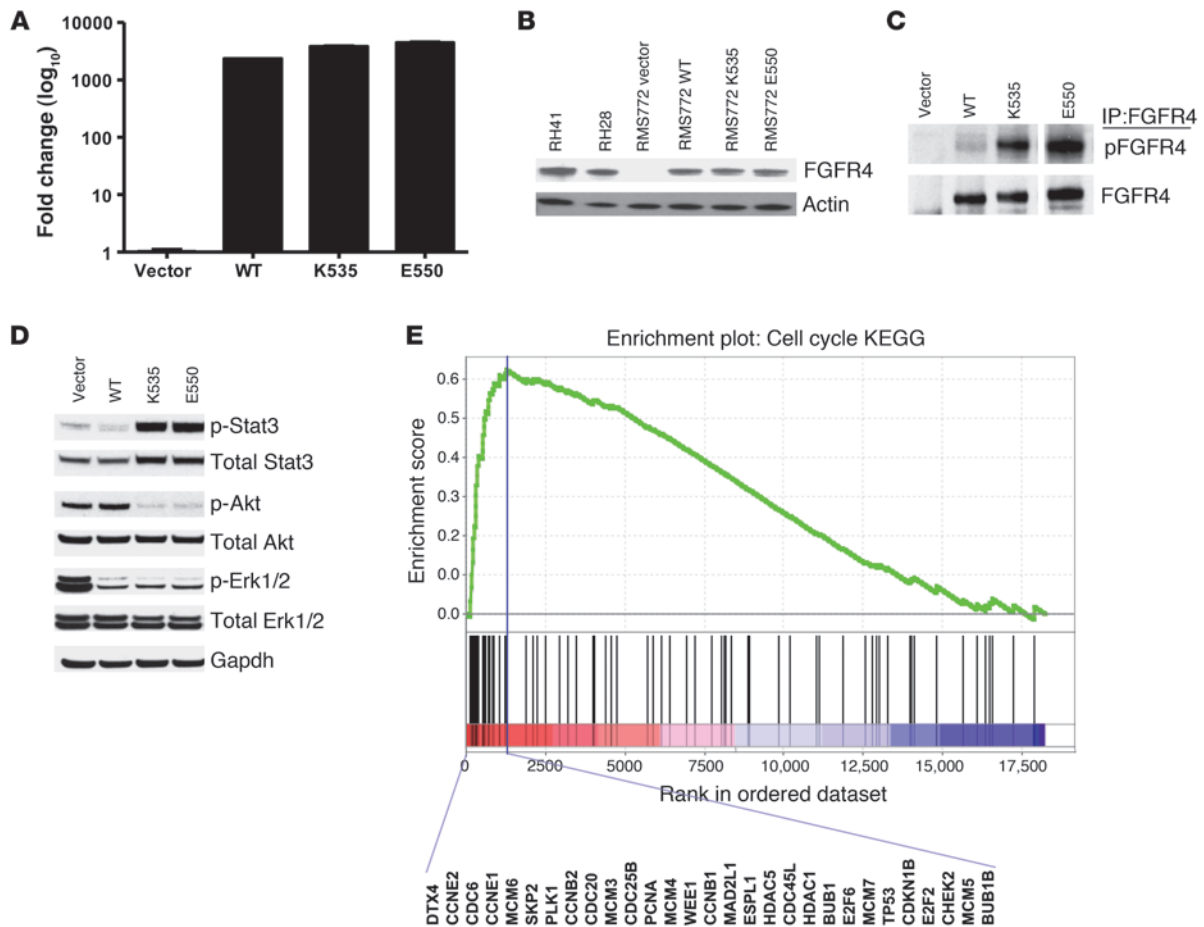 A
Fold change (log10)
10000
1000
100
10
1
Vector WT K535 E550
B
RH41
RH28
RMS772 vector
RMS772 WT
RMS772 K535
RMS772 E550
FGFR4
Actin
C
Vector
WT
K535
E550
IP:FGFR4
pFGFR4
FGFR4
D
Vector
WT
K535
E550
p-Stat3
Total Stat3
p-Akt
Total Akt
p-Erk1/2
Total Erk1/2
Gapdh
E
Enrichment plot: Cell cycle KEGG
Enrichment score
0.6
0.5
0.4
0.3
0.2
0.0
0.0
0 2500 5000 7500 10,000 12,500 15,000 17,500
Rank in ordered dataset
DTX4
CCNE2
CDC6
CCNE1
MCM6
SKP2
PLK1
CCNB2
CDC20
MCM3
CDC25B
PCNA
MCM4
WEE1
CCNB1
MAD2L1
ESPL1
HDAC5
CDC45L
HDAC1
BUB1
E2F6
MCM7
TP53
CDKN1B
E2F2
CHEK2
MCM5
BUB1B